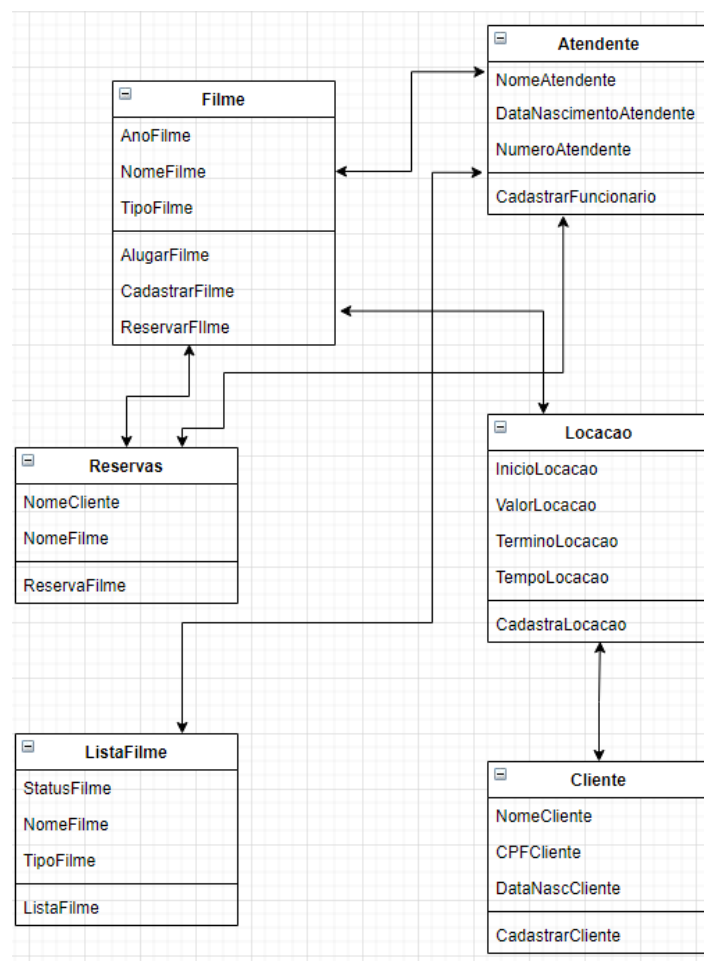 Atendente
NomeAtendente
DataNascimentoAtendente
NumeroAtendente
CadastrarFuncionario
Filme
AnoFilme
NomeFilme
TipoFilme
AlugarFilme
CadastrarFilme
ReservarFIlme
Reservas
NomeCliente
NomeFilme
ReservaFilme
Locacao
InicioLocacao
ValorLocacao
TerminoLocacao
TempoLocacao
CadastraLocacao
ListaFilme
StatusFilme
NomeFilme
TipoFilme
ListaFilme
Cliente
NomeCliente
CPFCliente
DataNascCliente
CadastrarCliente